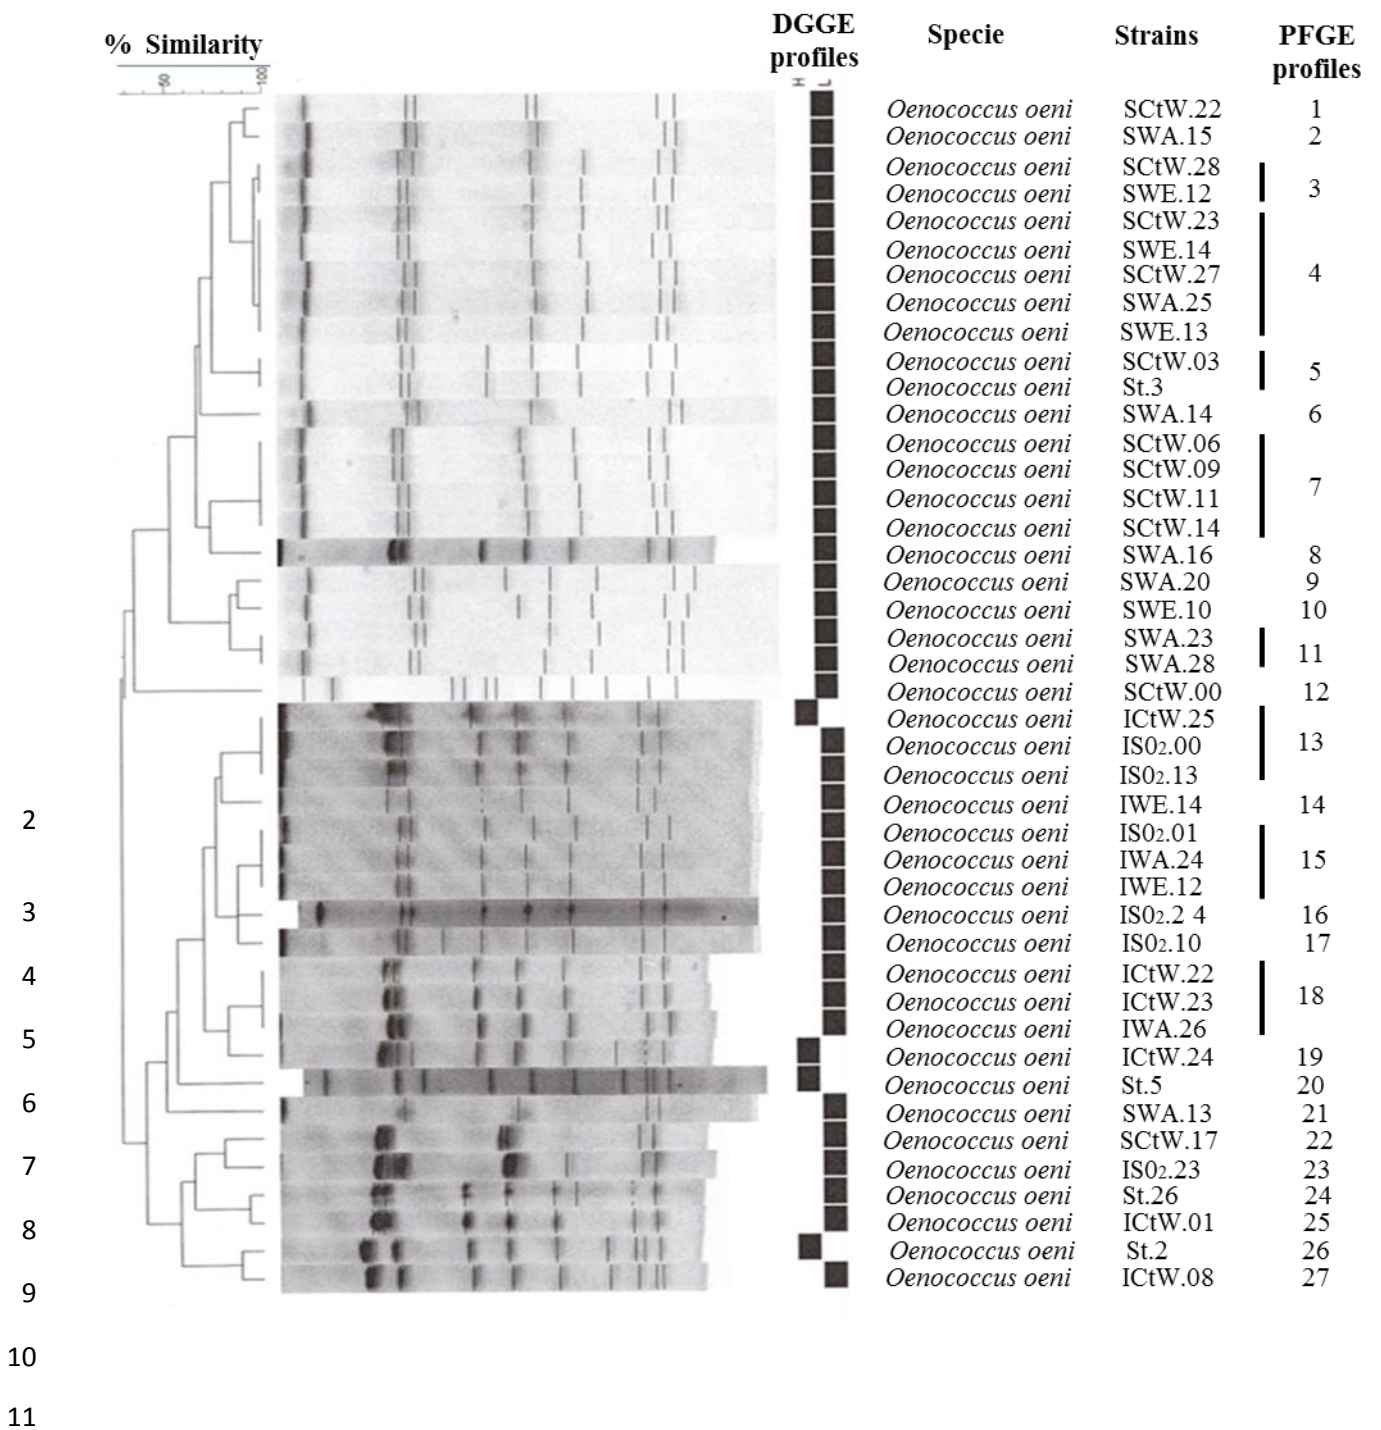 DGGE profiles
% Similarity
Specie
Strains
PFGE profiles
50
100
H
L
Oenococcus oeni SCtW.22 1
Oenococcus oeni SWA.15 2
Oenococcus oeni SCtW.28
3
Oenococcus oeni SWE.12
Oenococcus oeni SCtW.23
Oenococcus oeni SWE.14
Oenococcus oeni SCtW.27 4
Oenococcus oeni SWA.25
Oenococcus oeni SWE.13
Oenococcus oeni SCtW.03
5
Oenococcus oeni St.3
Oenococcus oeni SWA.14 6
Oenococcus oeni SCtW.06
Oenococcus oeni SCtW.09
7
Oenococcus oeni SCtW.11
Oenococcus oeni SCtW.14
Oenococcus oeni SWA.16 8
Oenococcus oeni SWA.20 9
Oenococcus oeni SWE.10 10
Oenococcus oeni SWA.23
11
Oenococcus oeni SWA.28
Oenococcus oeni SCtW.00 12
Oenococcus oeni ICtW.25
Oenococcus oeni IS02.00 13
Oenococcus oeni IS02.13
Oenococcus oeni IWE.14 14
2
Oenococcus oeni IS02.01
Oenococcus oeni IWA.24 15
Oenococcus oeni IWE.12
3
Oenococcus oeni IS02.2 4 16
Oenococcus oeni IS02.10 17
4
Oenococcus oeni ICtW.22
Oenococcus oeni ICtW.23 18
Oenococcus oeni IWA.26
5
Oenococcus oeni ICtW.24 19
Oenococcus oeni St.5 20
6
Oenococcus oeni SWA.13 21
Oenococcus oeni SCtW.17 22
7
Oenococcus oeni IS02.23 23
Oenococcus oeni St.26 24
Oenococcus oeni ICtW.01 25
8
Oenococcus oeni St.2 26
Oenococcus oeni ICtW.08 27
9
10
11